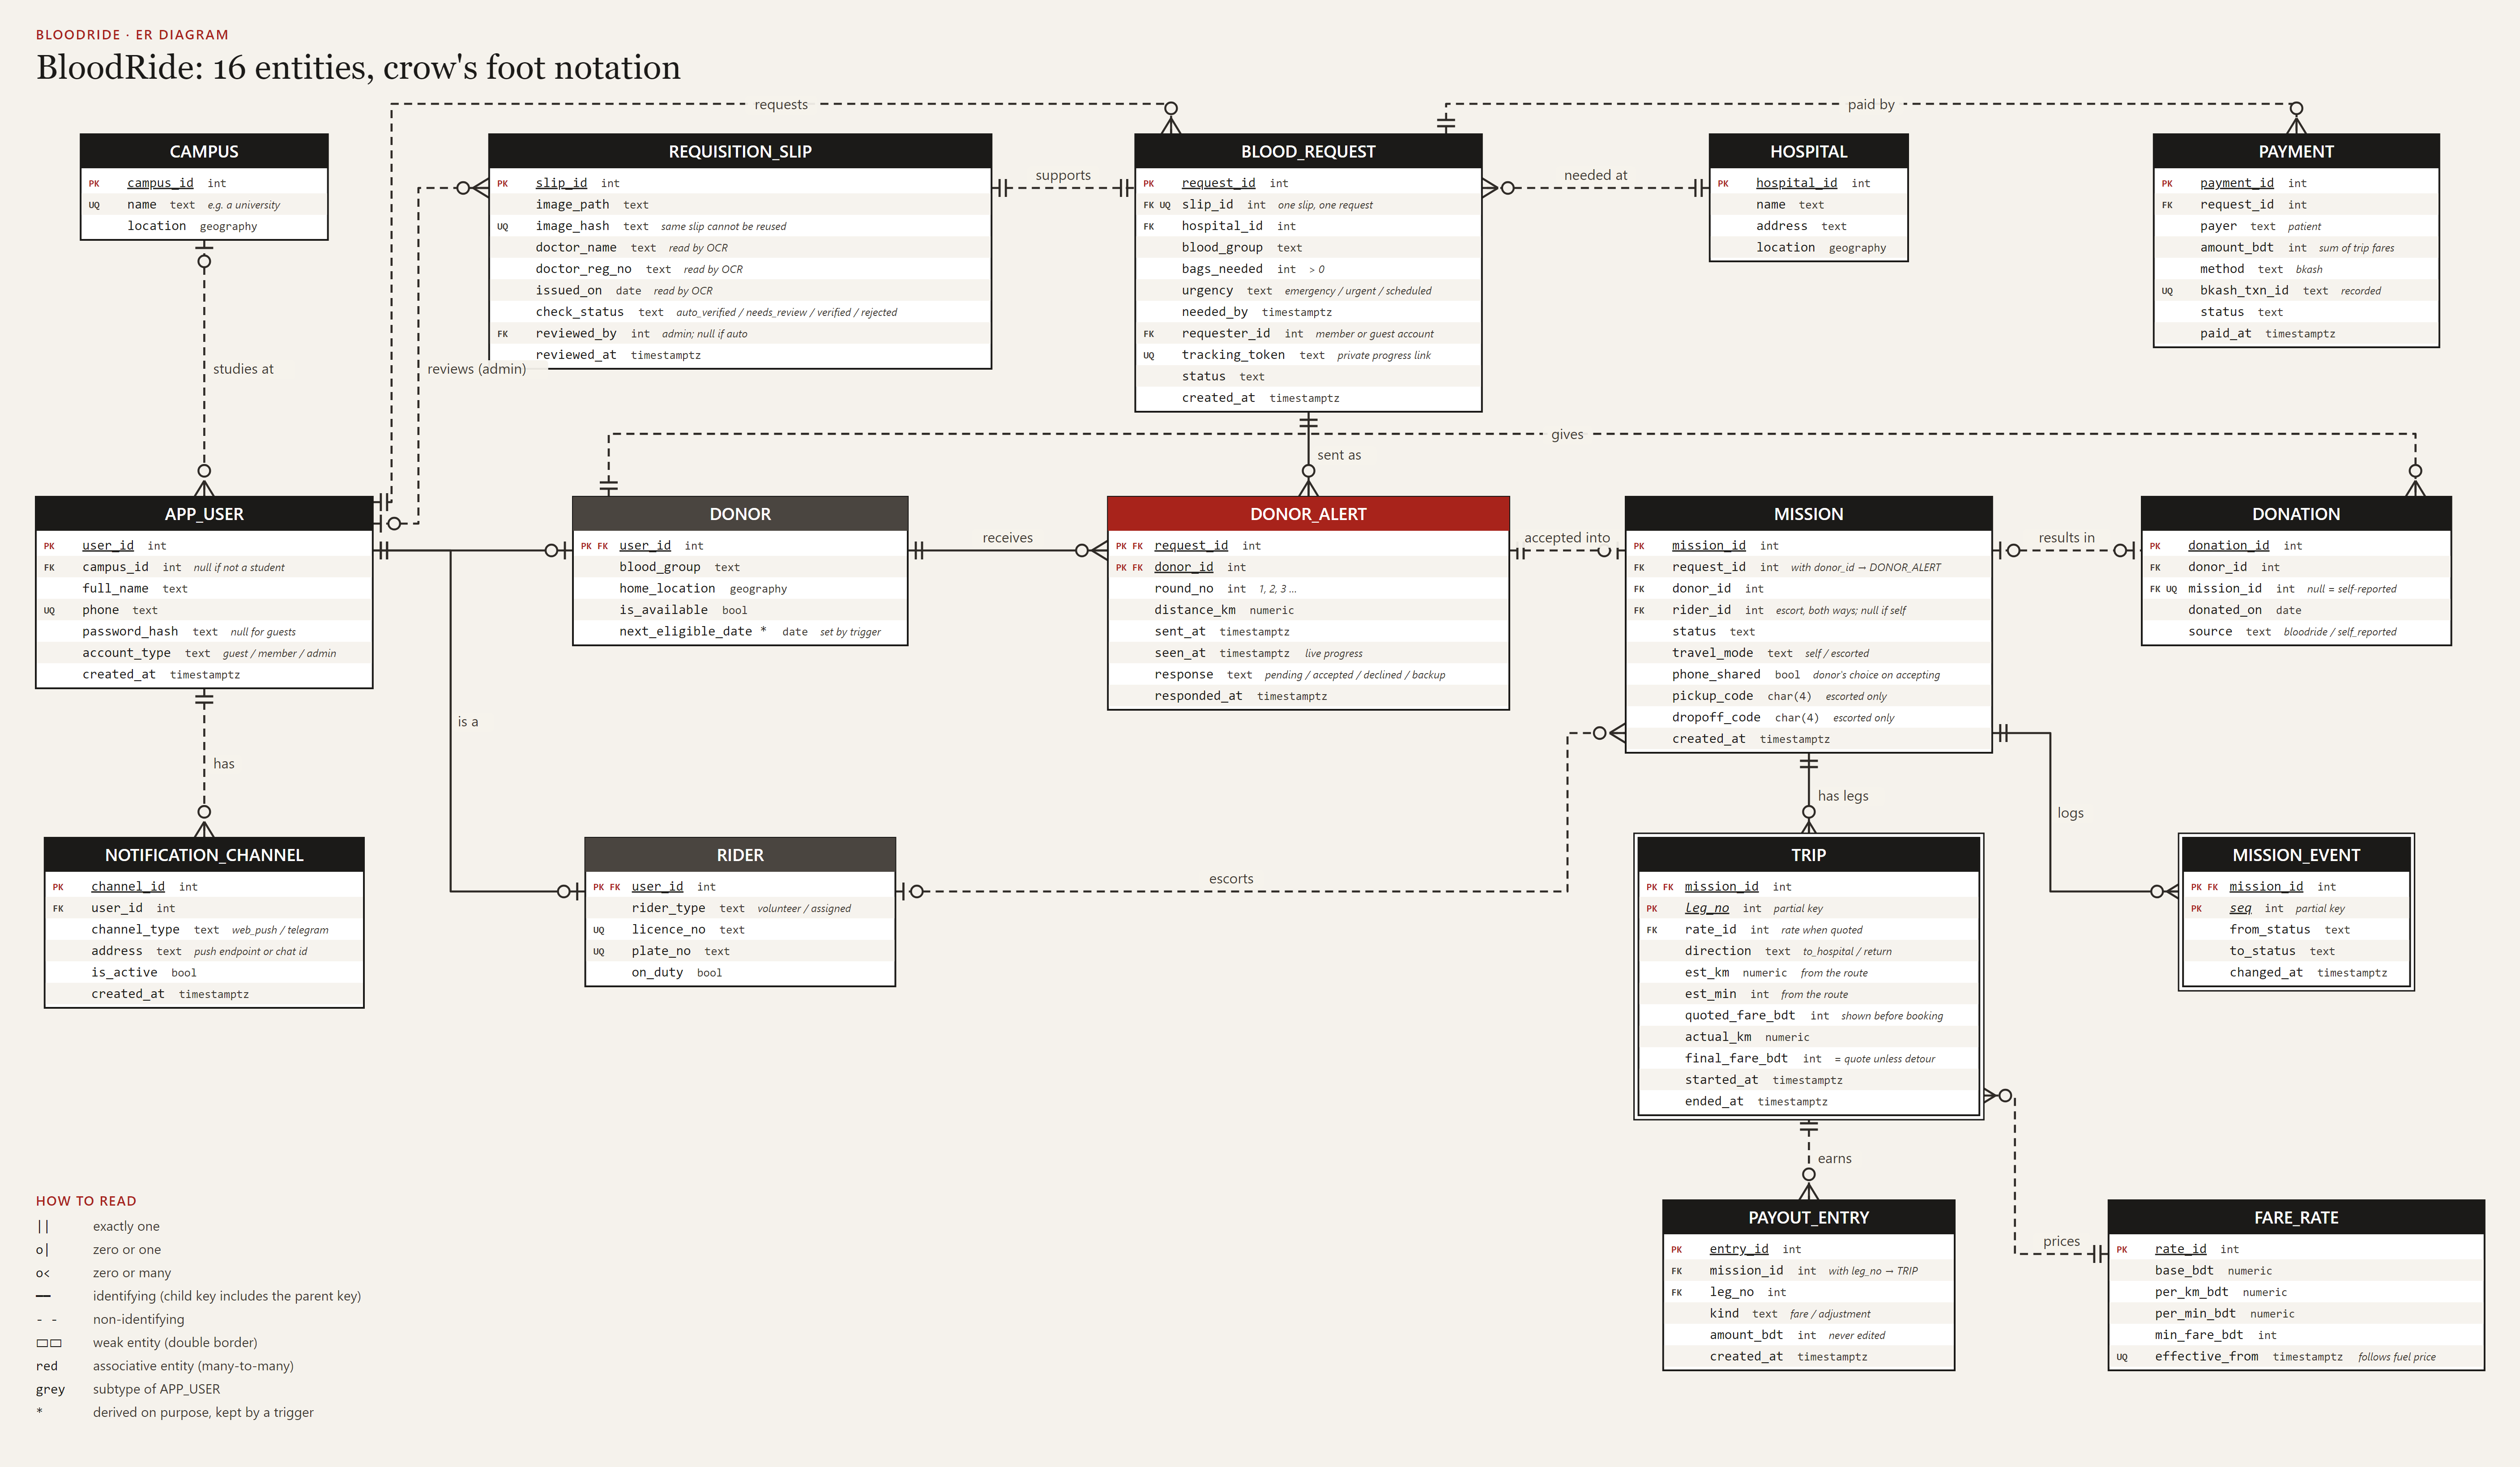 BLOODRIDE · ER DIAGRAM
BloodRide: 16 entities, crow's foot notation
requests
paid by
CAMPUS
PK campus_id int
UQ name text e.g. a university
location geography
REQUISITION_SLIP
PK slip_id int
image_path text
UQ image_hash text same slip cannot be reused
doctor_name text read by OCR
doctor_reg_no text read by OCR
issued_on date read by OCR
check_status text auto_verified / needs_review / verified / rejected
FK reviewed_by int admin; null if auto
reviewed_at timestamptz
supports
BLOOD_REQUEST
PK request_id int
FK UQ slip_id int one slip, one request
FK hospital_id int
blood_group text
bags_needed int > 0
urgency text emergency / urgent / scheduled
needed_by timestamptz
FK requester_id int member or guest account
UQ tracking_token text private progress link
status text
created_at timestamptz
needed at
HOSPITAL
PK hospital_id int
name text
address text
location geography
PAYMENT
PK payment_id int
FK request_id int
payer text patient
amount_bdt int sum of trip fares
method text bkash
UQ bkash_txn_id text recorded
status text
paid_at timestamptz
studies at
reviews (admin)
gives
sent as
APP_USER
PK user_id int
FK campus_id int null if not a student
full_name text
UQ phone text
password_hash text null for guests
account_type text guest / member / admin
created_at timestamptz
DONOR
PK FK user_id int
blood_group text
home_location geography
is_available bool
next_eligible_date * date set by trigger
receives
DONOR_ALERT
PK FK request_id int
PK FK donor_id int
round_no int 1, 2, 3 ...
distance_km numeric
sent_at timestamptz
seen_at timestamptz live progress
response text pending / accepted / declined / backup
responded_at timestamptz
accepted into
MISSION
PK mission_id int
FK request_id int with donor_id → DONOR_ALERT
FK donor_id int
FK rider_id int escort, both ways; null if self
status text
travel_mode text self / escorted
phone_shared bool donor's choice on accepting
pickup_code char(4) escorted only
dropoff_code char(4) escorted only
created_at timestamptz
results in
DONATION
PK donation_id int
FK donor_id int
FK UQ mission_id int null = self-reported
donated_on date
source text bloodride / self_reported
is a
has
has legs
logs
NOTIFICATION_CHANNEL
PK channel_id int
FK user_id int
channel_type text web_push / telegram
address text push endpoint or chat id
is_active bool
created_at timestamptz
RIDER
PK FK user_id int
rider_type text volunteer / assigned
UQ licence_no text
UQ plate_no text
on_duty bool
escorts
TRIP
PK FK mission_id int
PK leg_no int partial key
FK rate_id int rate when quoted
direction text to_hospital / return
est_km numeric from the route
est_min int from the route
quoted_fare_bdt int shown before booking
actual_km numeric
final_fare_bdt int = quote unless detour
started_at timestamptz
ended_at timestamptz
MISSION_EVENT
PK FK mission_id int
PK seq int partial key
from_status text
to_status text
changed_at timestamptz
earns
prices
PAYOUT_ENTRY
PK entry_id int
FK mission_id int with leg_no → TRIP
FK leg_no int
kind text fare / adjustment
amount_bdt int never edited
created_at timestamptz
FARE_RATE
PK rate_id int
base_bdt numeric
per_km_bdt numeric
per_min_bdt numeric
min_fare_bdt int
UQ effective_from timestamptz follows fuel price
HOW TO READ
|| exactly one
o| zero or one
o< zero or many
━━ identifying (child key includes the parent key)
- - non-identifying
□□ weak entity (double border)
red associative entity (many-to-many)
grey subtype of APP_USER
* derived on purpose, kept by a trigger